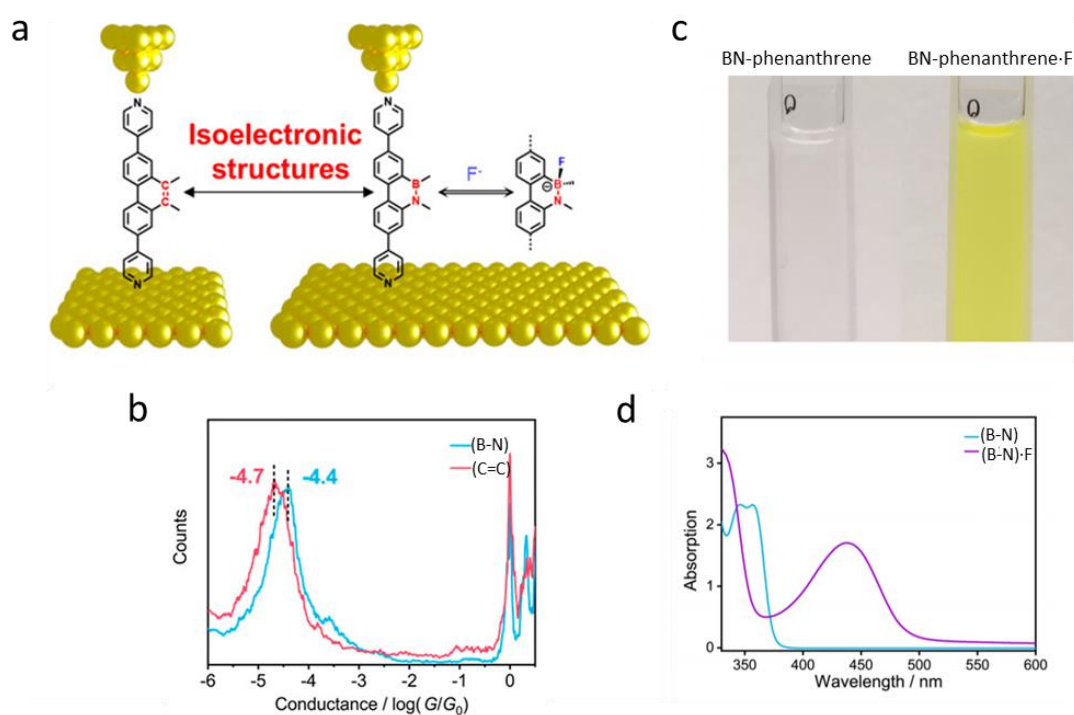 a
N
C
C
N
Isoelectronic
structures
N
B
N
N
F-
F
B
N
c
BN-phenanthrene BN-phenanthrene·F
Q Q
b
-4.7
-4.4
(B-N)
(C=C)
Counts
-6 -5 -4 -3 -2 -1 0
Conductance / log(G/G0)
d
(B-N)
(B-N)·F
Absorption
3
2
1
0
350 400 450 500 550 600
Wavelength / nm